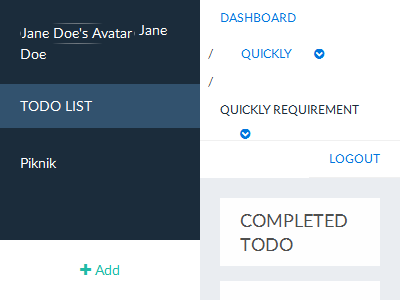 Jane Doe's Avatar Jane
Doe
TODO LIST
Piknik
Add
DASHBOARD
/ QUICKLY
/
QUICKLY REQUIREMENT
LOGOUT
COMPLETED
TODO